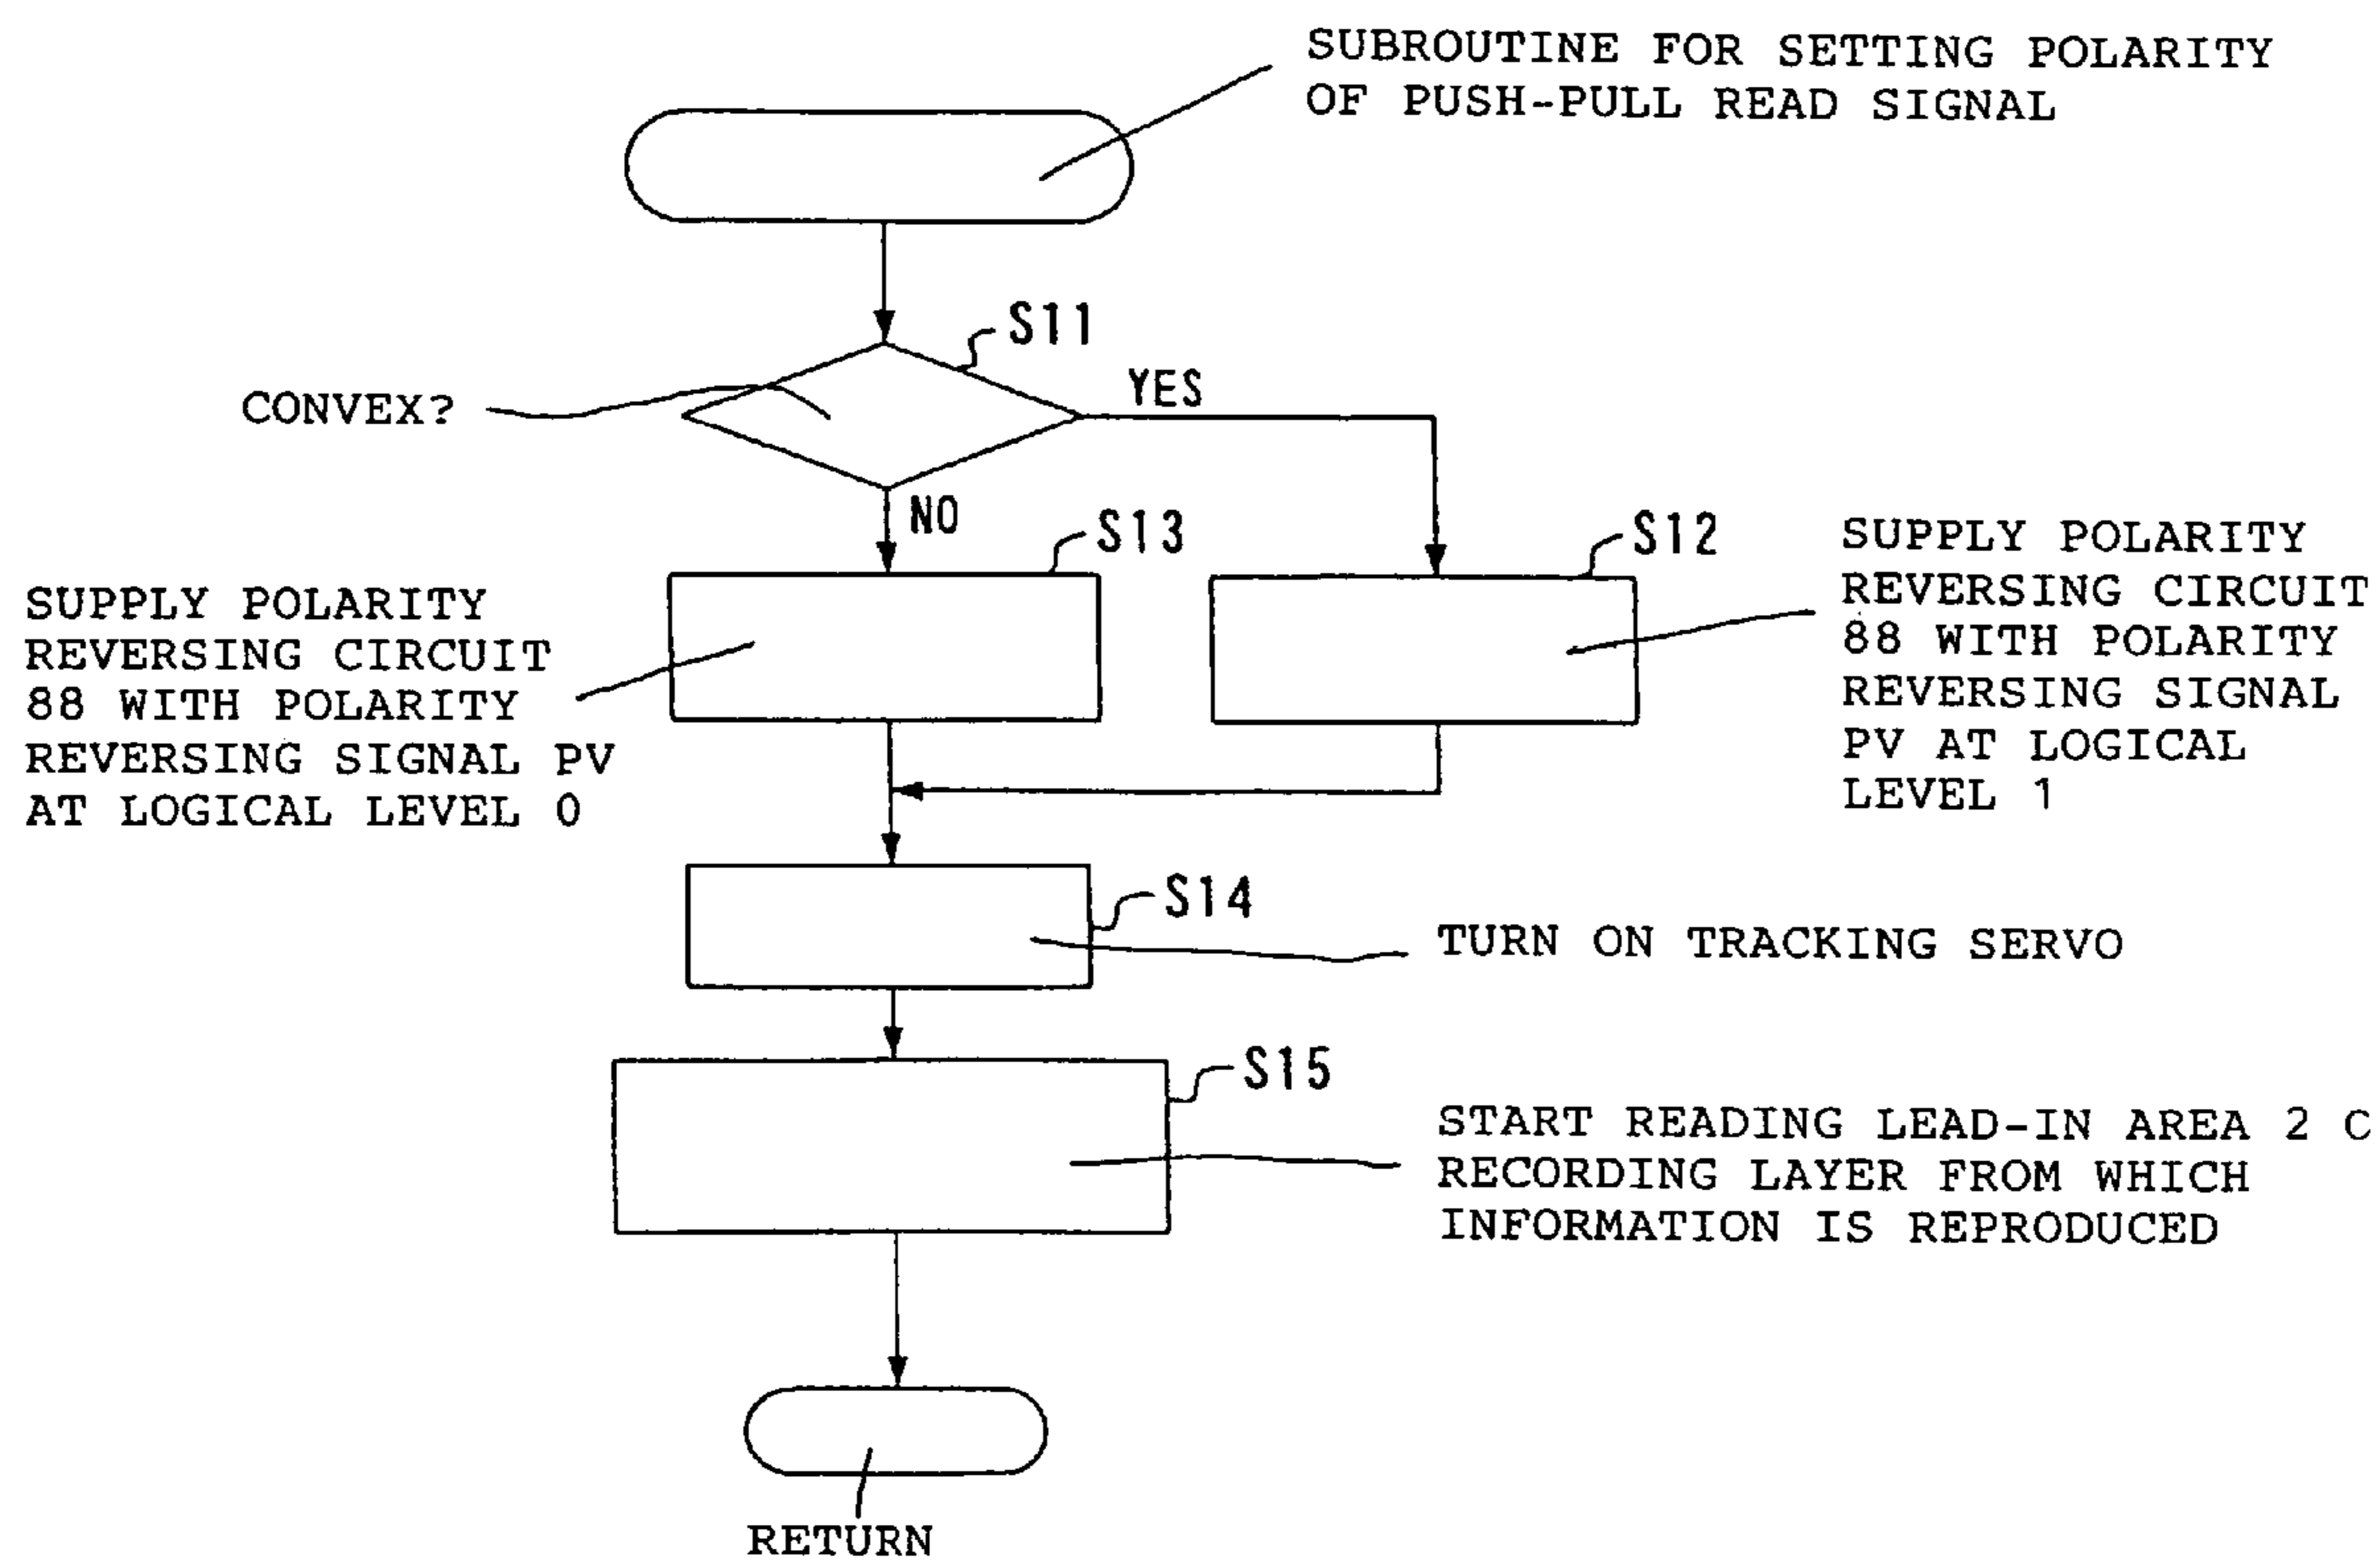 SUBROUTINE FOR SETTING POLARITY
OF PUSH-PULL READ SIGNAL
S11
CONVEX?
YES
NO
S13
S12
SUPPLY POLARITY
REVERSING CIRCUIT
88 WITH POLARITY
REVERSING SIGNAL PV
AT LOGICAL LEVEL 0
SUPPLY POLARITY
REVERSING CIRCUIT
88 WITH POLARITY
REVERSING SIGNAL
PV AT LOGICAL
LEVEL 1
S14
TURN ON TRACKING SERVO
S15
START READING LEAD-IN AREA 2 C
RECORDING LAYER FROM WHICH
INFORMATION IS REPRODUCED
RETURN